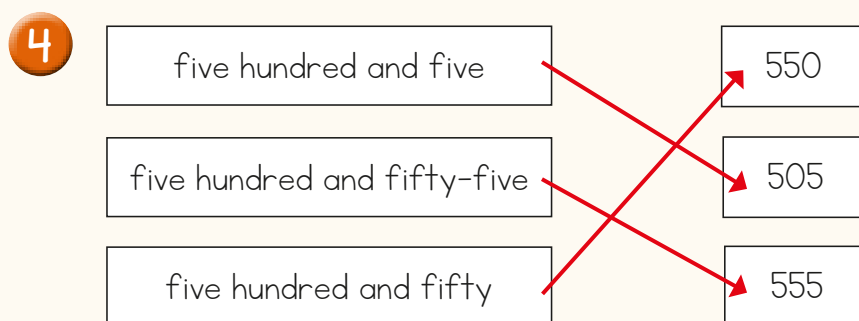 4
five hundred and five 550
five hundred and fifty-five 505
five hundred and fifty 555